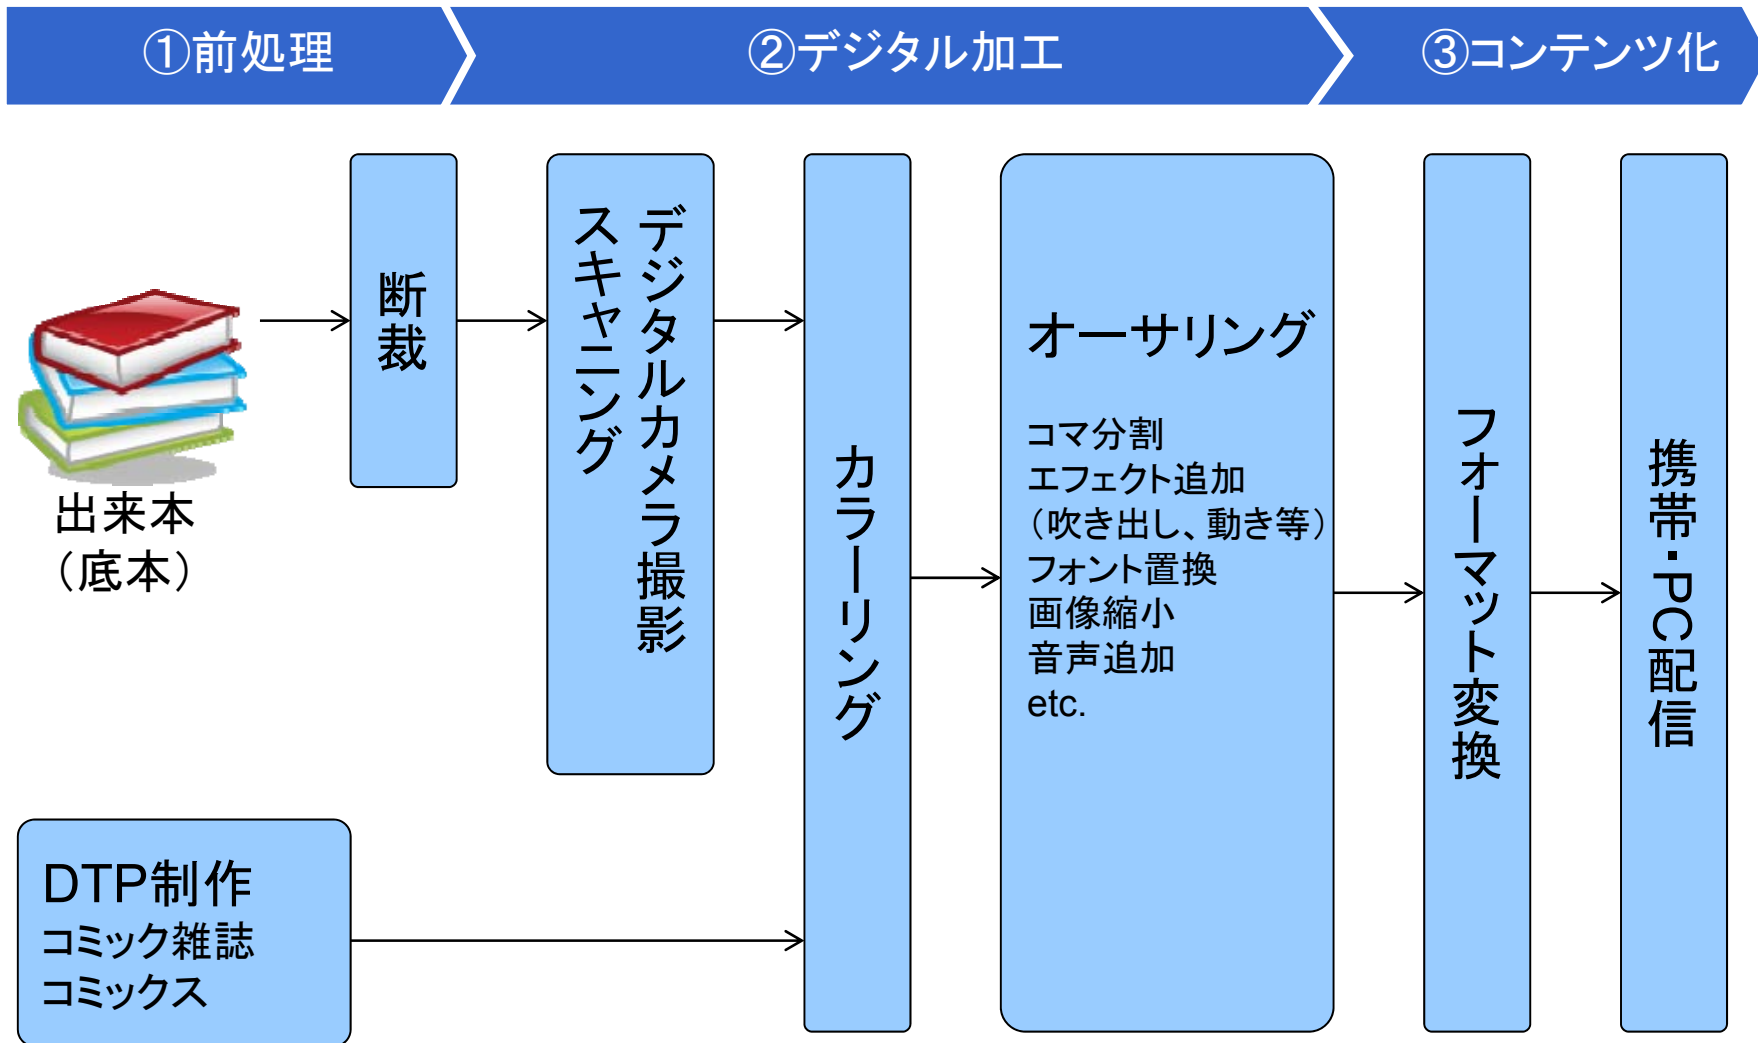 ①前処理
②デジタル加工
③コンテンツ化
出来本
（底本）
断裁
デジタルカメラ撮影
スキャニング
DTP制作
コミック雑誌
コミックス
カラーリング
オーサリング
コマ分割
エフェクト追加
（吹き出し、動き等）
フォント置換
画像縮小
音声追加
etc.
フォーマット変換
携帯・PC配信